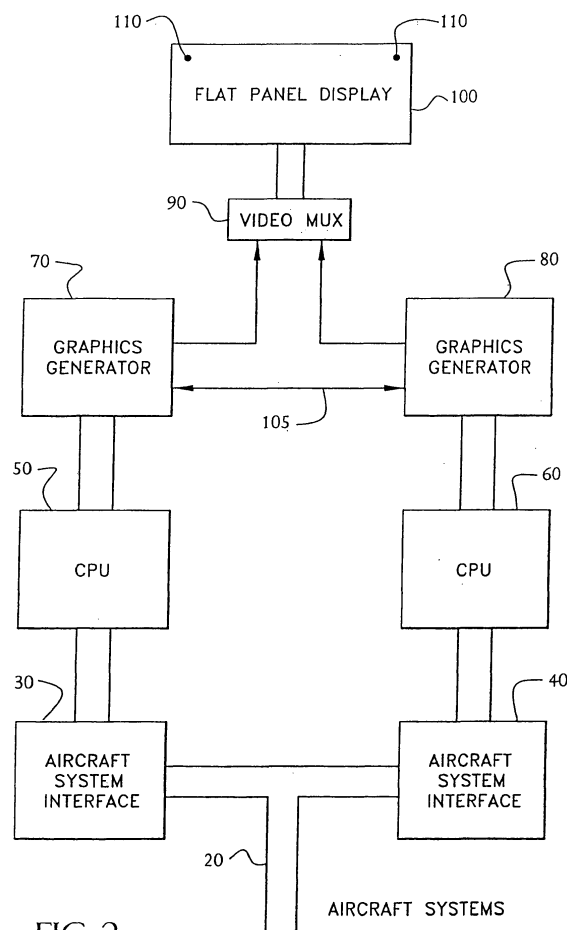 110
110
FLAT PANEL DISPLAY
100
90
VIDEO MUX
70
80
GRAPHICS
GENERATOR
GRAPHICS
GENERATOR
105
50
60
CPU
CPU
30
40
AIRCRAFT
SYSTEM
INTERFACE
AIRCRAFT
SYSTEM
INTERFACE
20
AIRCRAFT SYSTEMS